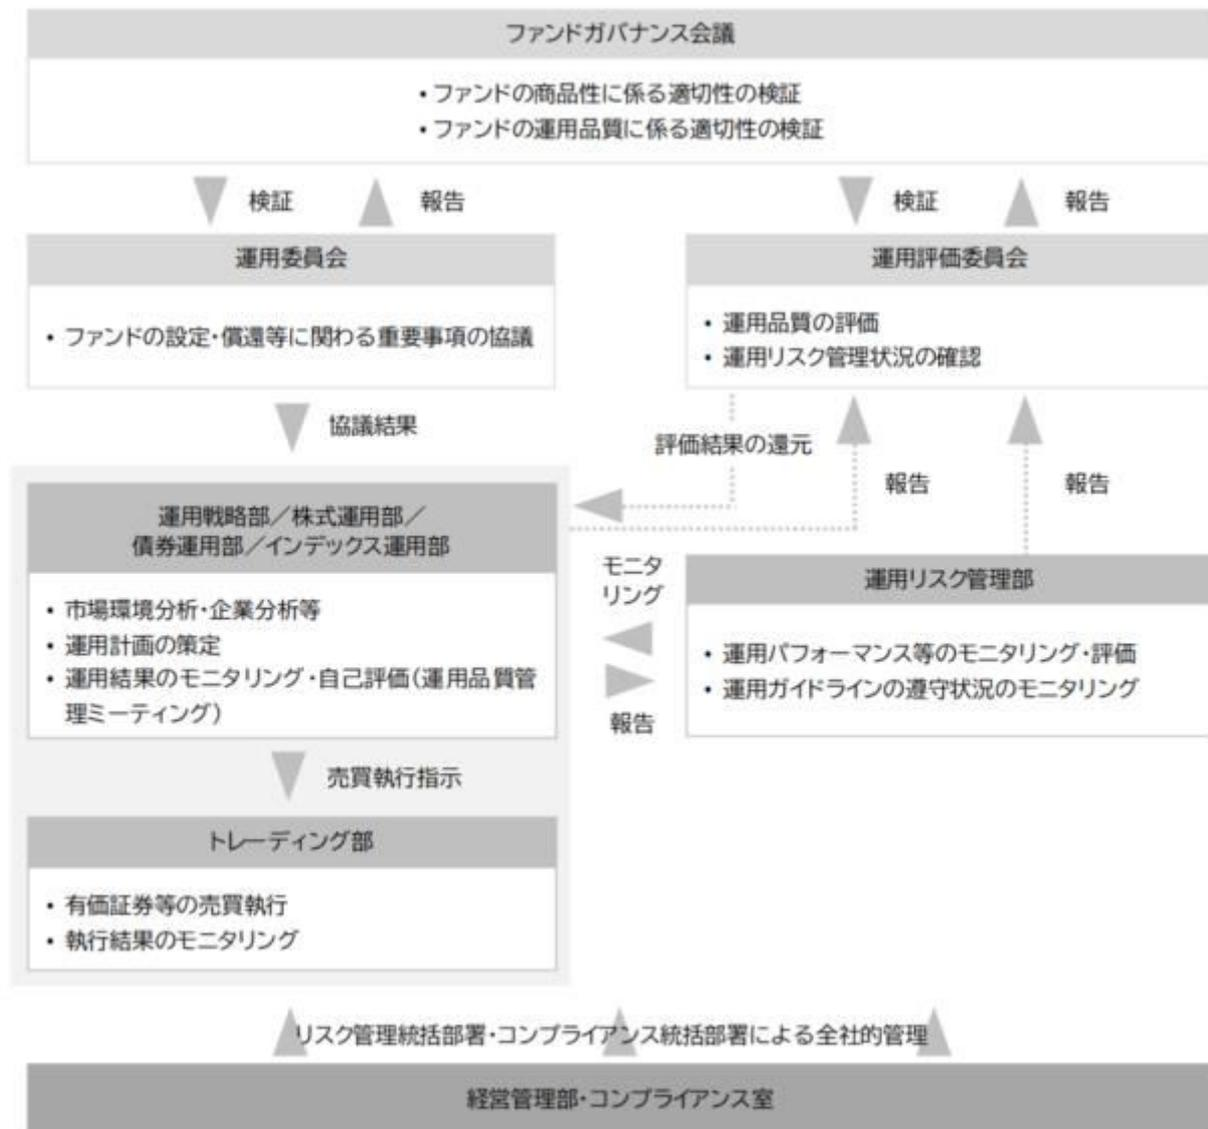 ファンドガバナンス会議
・ファンドの商品性に係る適切性の検証
・ファンドの運用品質に係る適切性の検証
検証
報告
検証
報告
運用委員会
・ファンドの設定・償還等に関わる重要事項の協議
運用評価委員会
・運用品質の評価
・運用リスク管理状況の確認
協議結果
評価結果の還元
報告
報告
運用戦略部／株式運用部／
債券運用部／インデックス運用部
・市場環境分析・企業分析等
・運用計画の策定
・運用結果のモニタリング・自己評価（運用品質管
理ミーティング）
モニタ
リング
報告
運用リスク管理部
・運用パフォーマンス等のモニタリング・評価
・運用ガイドラインの遵守状況のモニタリング
売買執行指示
トレーディング部
・有価証券等の売買執行
・執行結果のモニタリング
リスク管理統括部署・コンプライアンス統括部署による全社的管理
経営管理部・コンプライアンス室